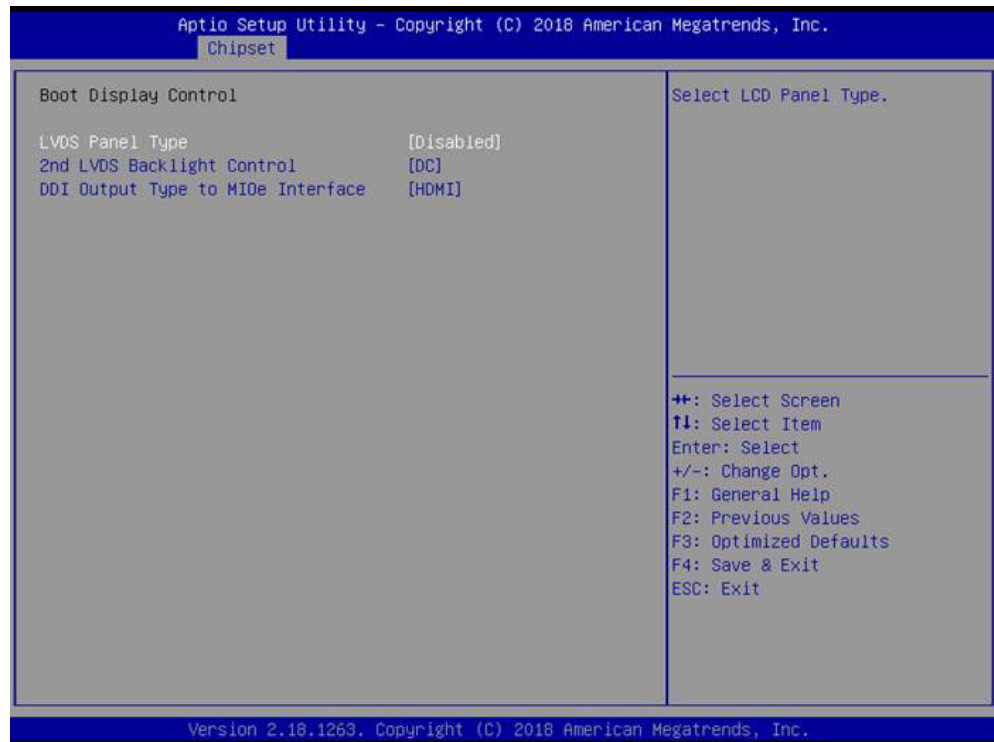 Aptio Setup Utility – Copyright (C) 2018 American Megatrends, Inc.
Chipset
Boot Display Control
LVDS Panel Type [Disabled]
2nd LVDS Backlight Control [DC]
DDI Output Type to MIOe Interface [HDMI]
Select LCD Panel Type.
→←: Select Screen
↑↓: Select Item
Enter: Select
+/-: Change Opt.
F1: General Help
F2: Previous Values
F3: Optimized Defaults
F4: Save & Exit
ESC: Exit
Version 2.18.1263. Copyright (C) 2018 American Megatrends, Inc.